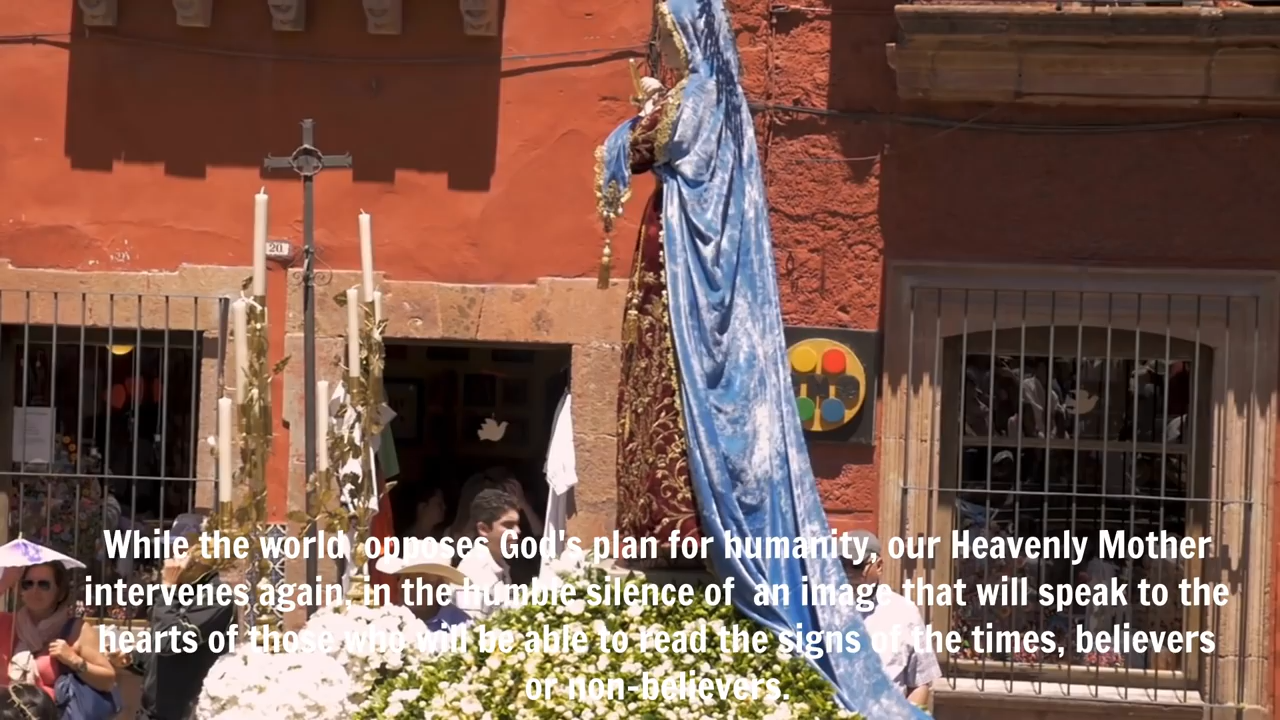 20
While the world opposes God's plan for humanity, our Heavenly Mother
intervenes again, in the humble silence of an image that will speak to the
hearts of those who will be able to read the signs of the times, believers
or non-believers.